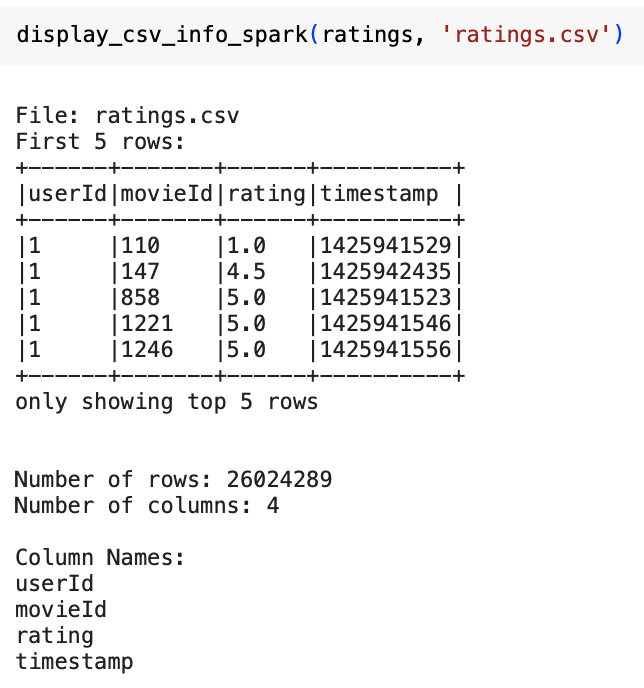 display_csv_info_spark(ratings, 'ratings.csv')
File: ratings.csv
First 5 rows:
+------+-------+------+----------+
|userId|movieId|rating|timestamp |
+------+-------+------+----------+
|1     |110    |1.0   |1425941529|
|1     |147    |4.5   |1425942435|
|1     |858    |5.0   |1425941523|
|1     |1221   |5.0   |1425941546|
|1     |1246   |5.0   |1425941556|
+------+-------+------+----------+
only showing top 5 rows
Number of rows: 26024289
Number of columns: 4
Column Names:
userId
movieId
rating
timestamp